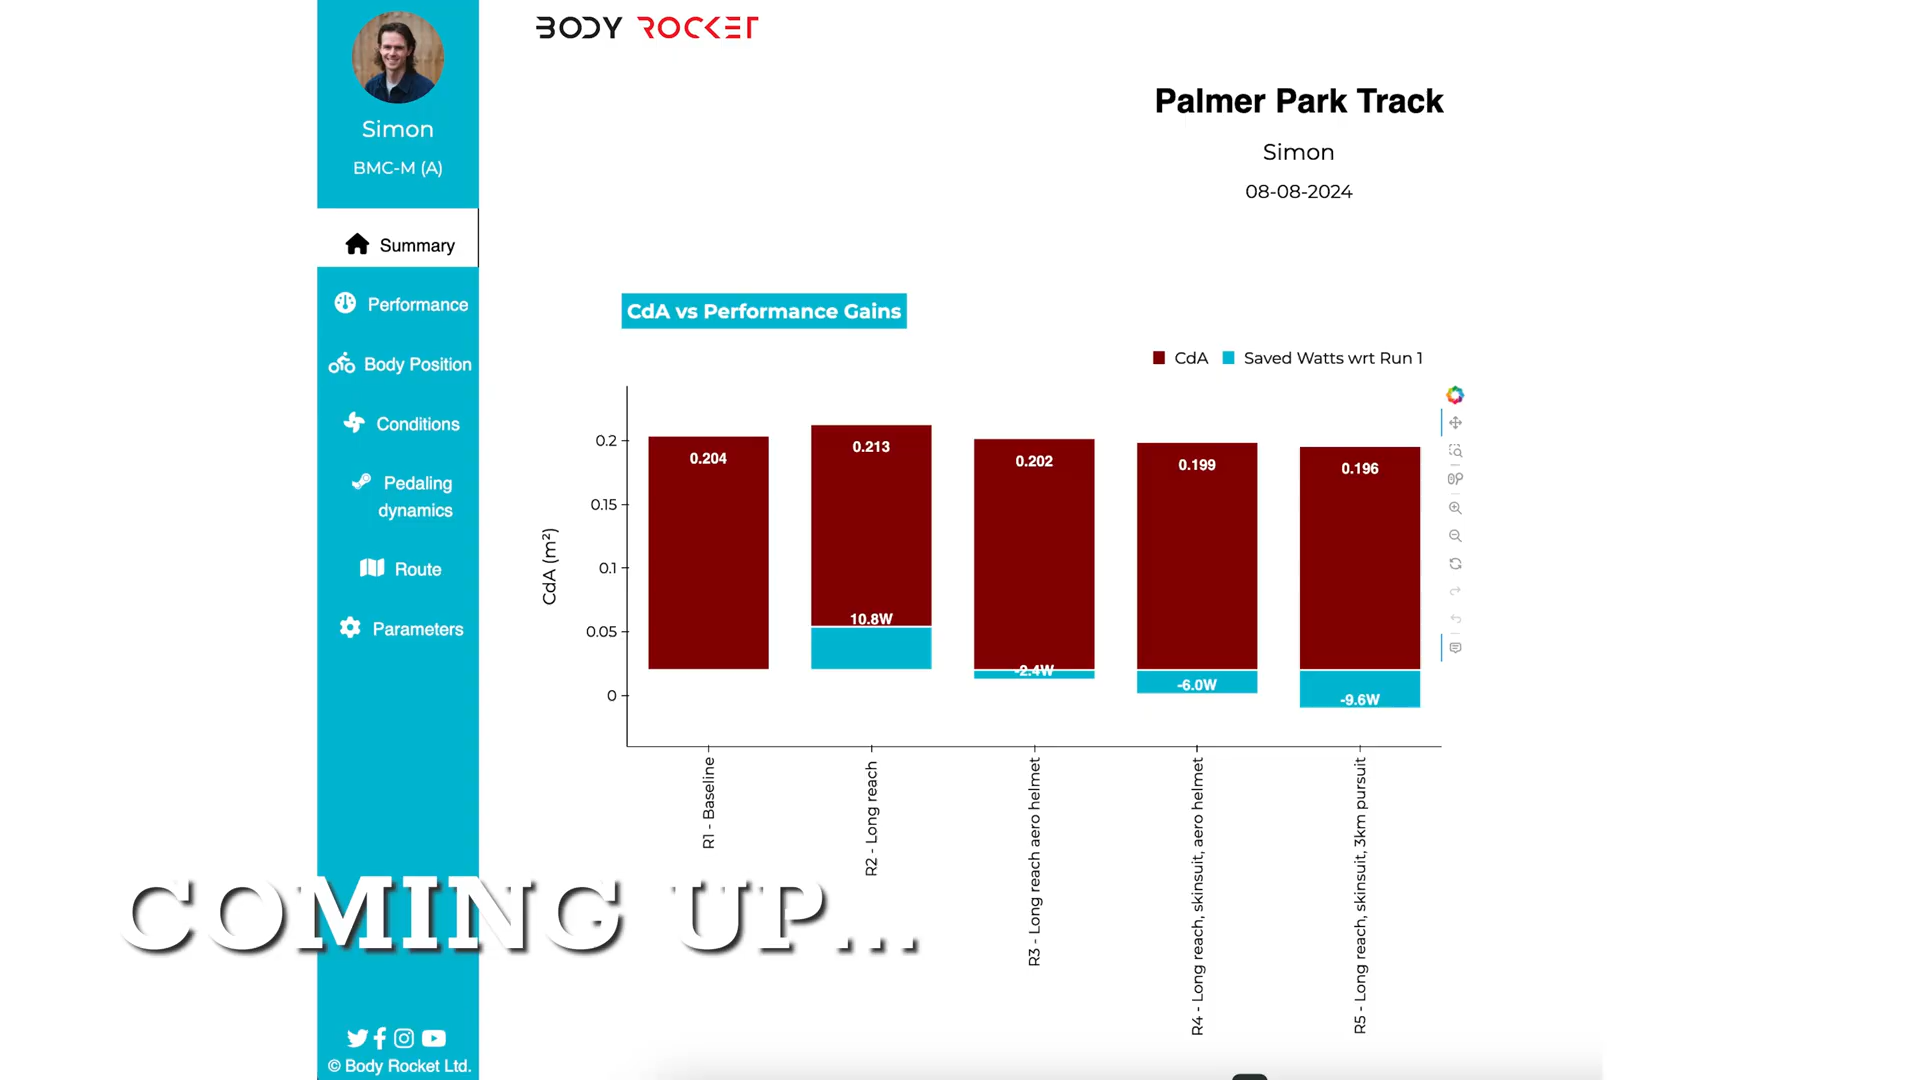 BODY ROCKET
Simon
BMC-M (A)
Summary
Performance
Body Position
Conditions
Pedaling
dynamics
Route
Parameters
© Body Rocket Ltd.
Palmer Park Track
Simon
08-08-2024
CdA vs Performance Gains
CdA
Saved Watts wrt Run 1
CdA (m²)
0.2
0.15
0.1
0.05
0
0.204
0.213
0.202
0.199
0.196
10.8W
-2.4W
-6.0W
-9.6W
R1 - Baseline
R2 - Long reach
R3 - Long reach aero helmet
R4 - Long reach, skinsuit, aero helmet
R5 - Long reach, skinsuit, 3km pursuit
COMING UP...